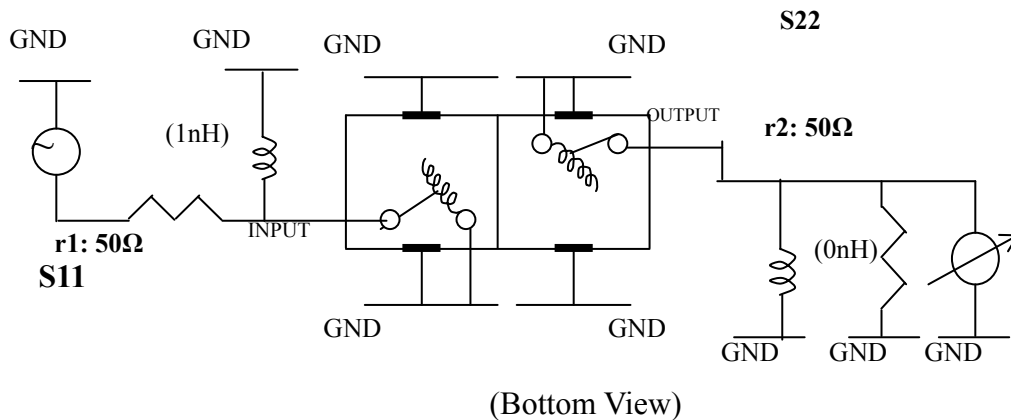 S22
GND
GND
GND
GND
OUTPUT
(1nH)
r2: 50Ω
INPUT
r1: 50Ω
(0nH)
S11
GND
GND
GND
GND
GND
(Bottom View)